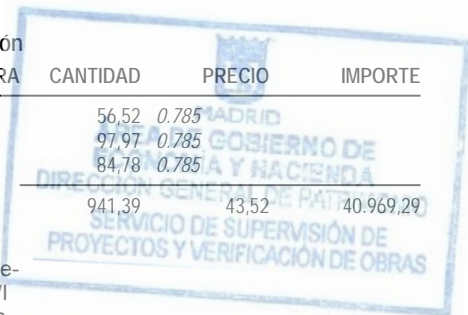 ón
RA CANTIDAD PRECIO IMPORTE
56,52 0.785
97,97 0.785
84,78 0.785
941,39 43,52 40.969,29
e-
/I
MADRID
ÁREA DE GOBIERNO DE
ECONOMÍA Y HACIENDA
DIRECCIÓN GENERAL DE PATRIMONIO
SERVICIO DE SUPERVISIÓN DE
PROYECTOS Y VERIFICACIÓN DE OBRAS